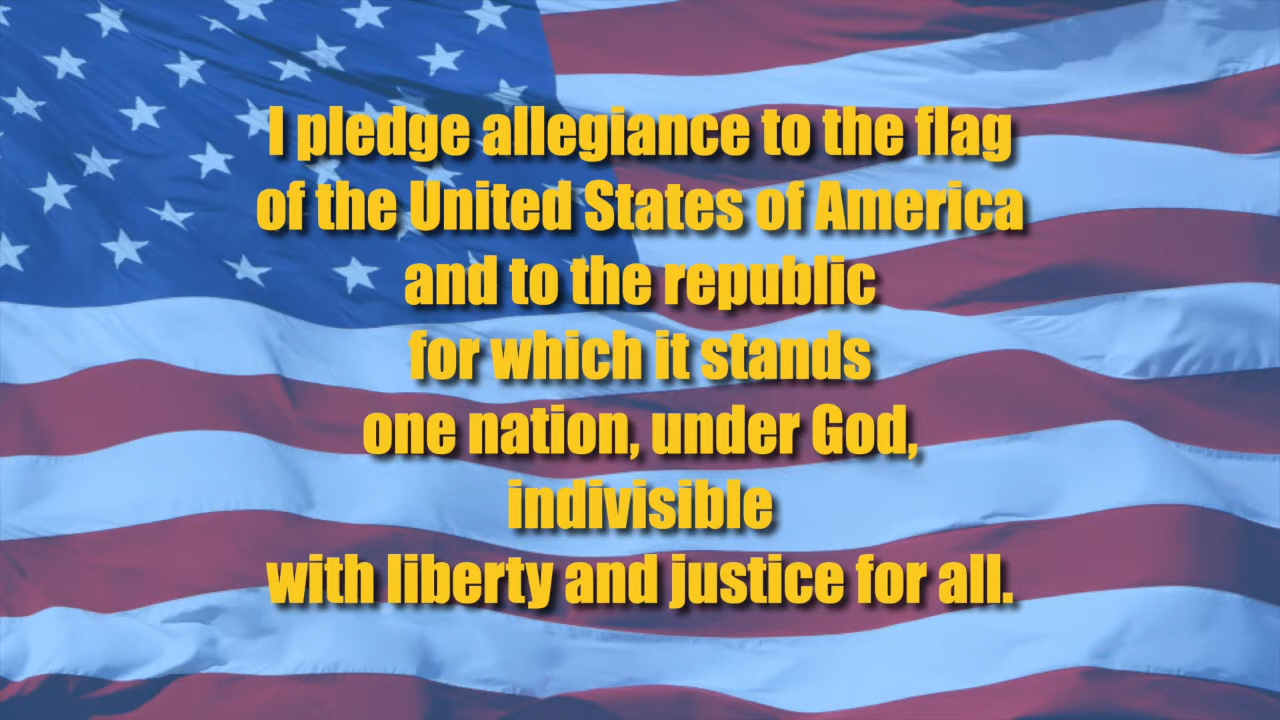 I pledge allegiance to the flag
of the United States of America
and to the republic
for which it stands
one nation, under God,
indivisible
with liberty and justice for all.